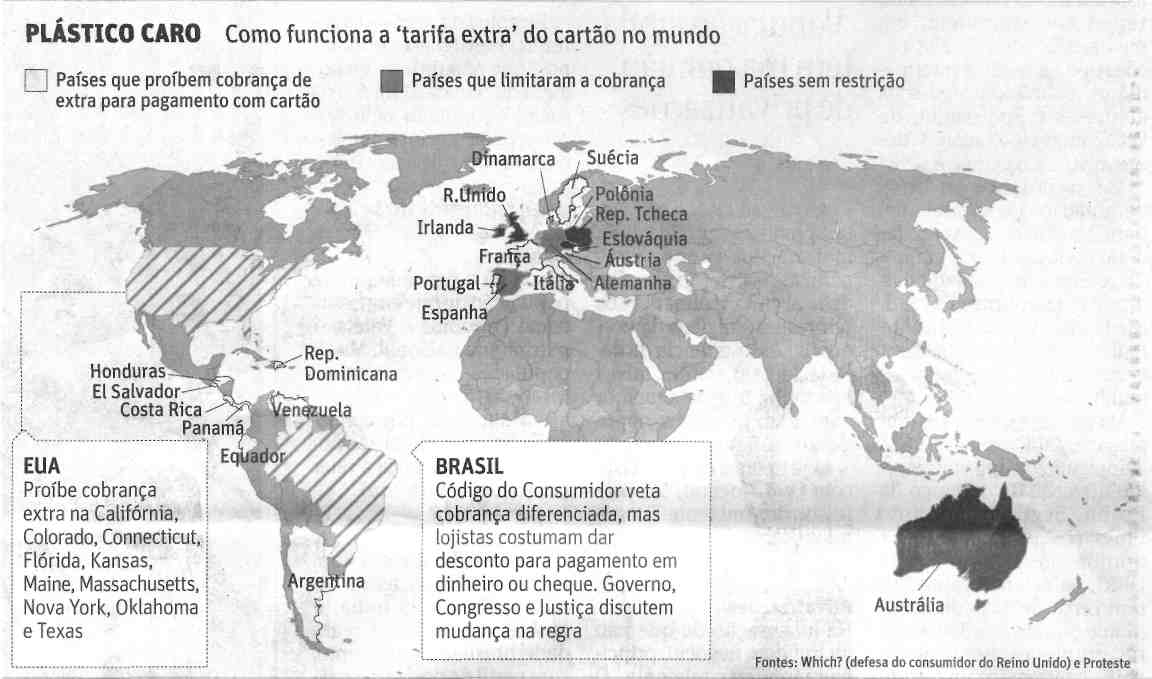 PLÁSTICO CARO Como funciona a ‘tarifa extra’ do cartão no mundo
Países que proíbem cobrança de
extra para pagamento com cartão
Países que limitaram a cobrança
Países sem restrição
Dinamarca
Suécia
R.Unido
Polônia
Rep. Tcheca
Irlanda
Eslováquia
França
Áustria
Portugal
Itália
Alemanha
Espanha
Rep.
Dominicana
Honduras
El Salvador
Costa Rica
Venezuela
Panamá
Equador
EUA
Proíbe cobrança
extra na Califórnia,
Colorado, Connecticut,
Flórida, Kansas,
Maine, Massachusetts,
Nova York, Oklahoma
e Texas
BRASIL
Código do Consumidor veta
cobrança diferenciada, mas
lojistas costumam dar
desconto para pagamento em
dinheiro ou cheque. Governo,
Congresso e Justiça discutem
mudança na regra
Argentina
Austrália
Fontes: Which? (defesa do consumidor do Reino Unido) e Proteste